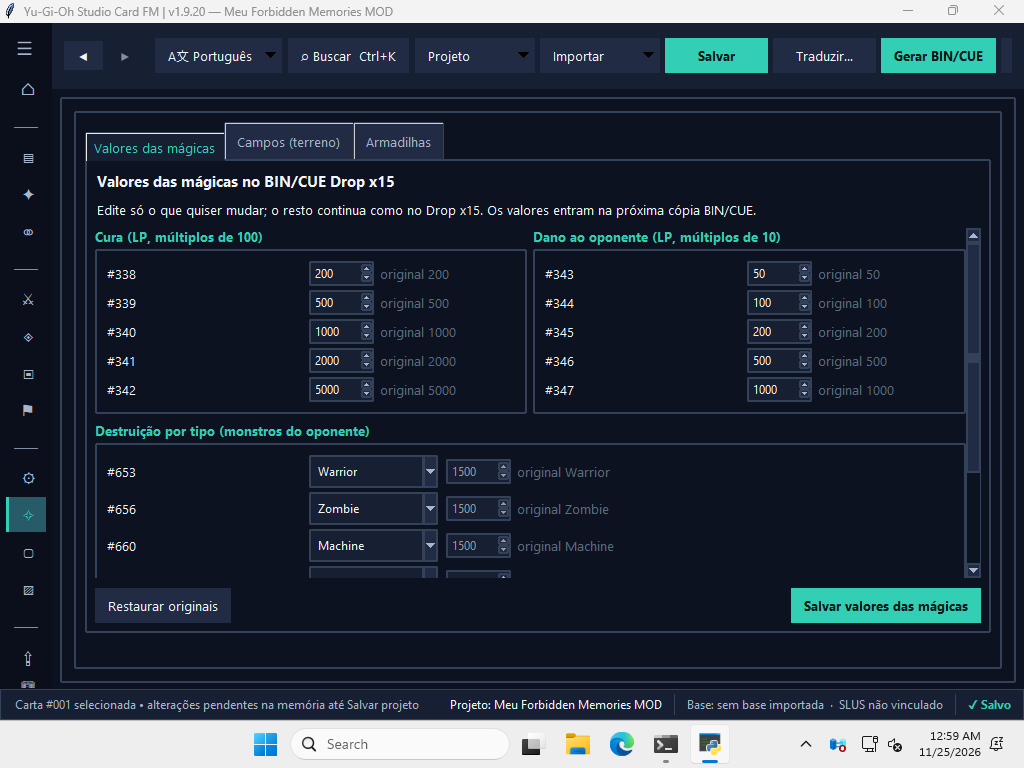 Yu-Gi-Oh Studio Card FM | v1.9.20 — Meu Forbidden Memories MOD
A文 Português
Buscar Ctrl+K
Projeto
Importar
Salvar
Traduzir...
Gerar BIN/CUE
Valores das mágicas
Campos (terreno)
Armadilhas
Valores das mágicas no BIN/CUE Drop x15
Edite só o que quiser mudar; o resto continua como no Drop x15. Os valores entram na próxima cópia BIN/CUE.
Cura (LP, múltiplos de 100)
#338 200 original 200
#339 500 original 500
#340 1000 original 1000
#341 2000 original 2000
#342 5000 original 5000
Dano ao oponente (LP, múltiplos de 10)
#343 50 original 50
#344 100 original 100
#345 200 original 200
#346 500 original 500
#347 1000 original 1000
Destruição por tipo (monstros do oponente)
#653 Warrior 1500 original Warrior
#656 Zombie 1500 original Zombie
#660 Machine 1500 original Machine
Restaurar originais
Salvar valores das mágicas
Carta #001 selecionada • alterações pendentes na memória até Salvar projeto
Projeto: Meu Forbidden Memories MOD
Base: sem base importada · SLUS não vinculado
✓ Salvo
Search
12:59 AM
11/25/2026